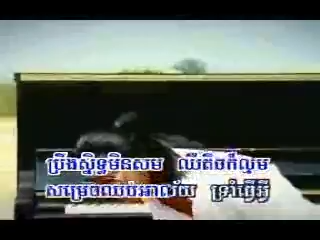 ប្រឹងស្និទ្ធមិនសម ឈឺតិចក៏ល្មម
សម្រេចឈប់អាល័យ ទ្រាំធ្វើអ្វី